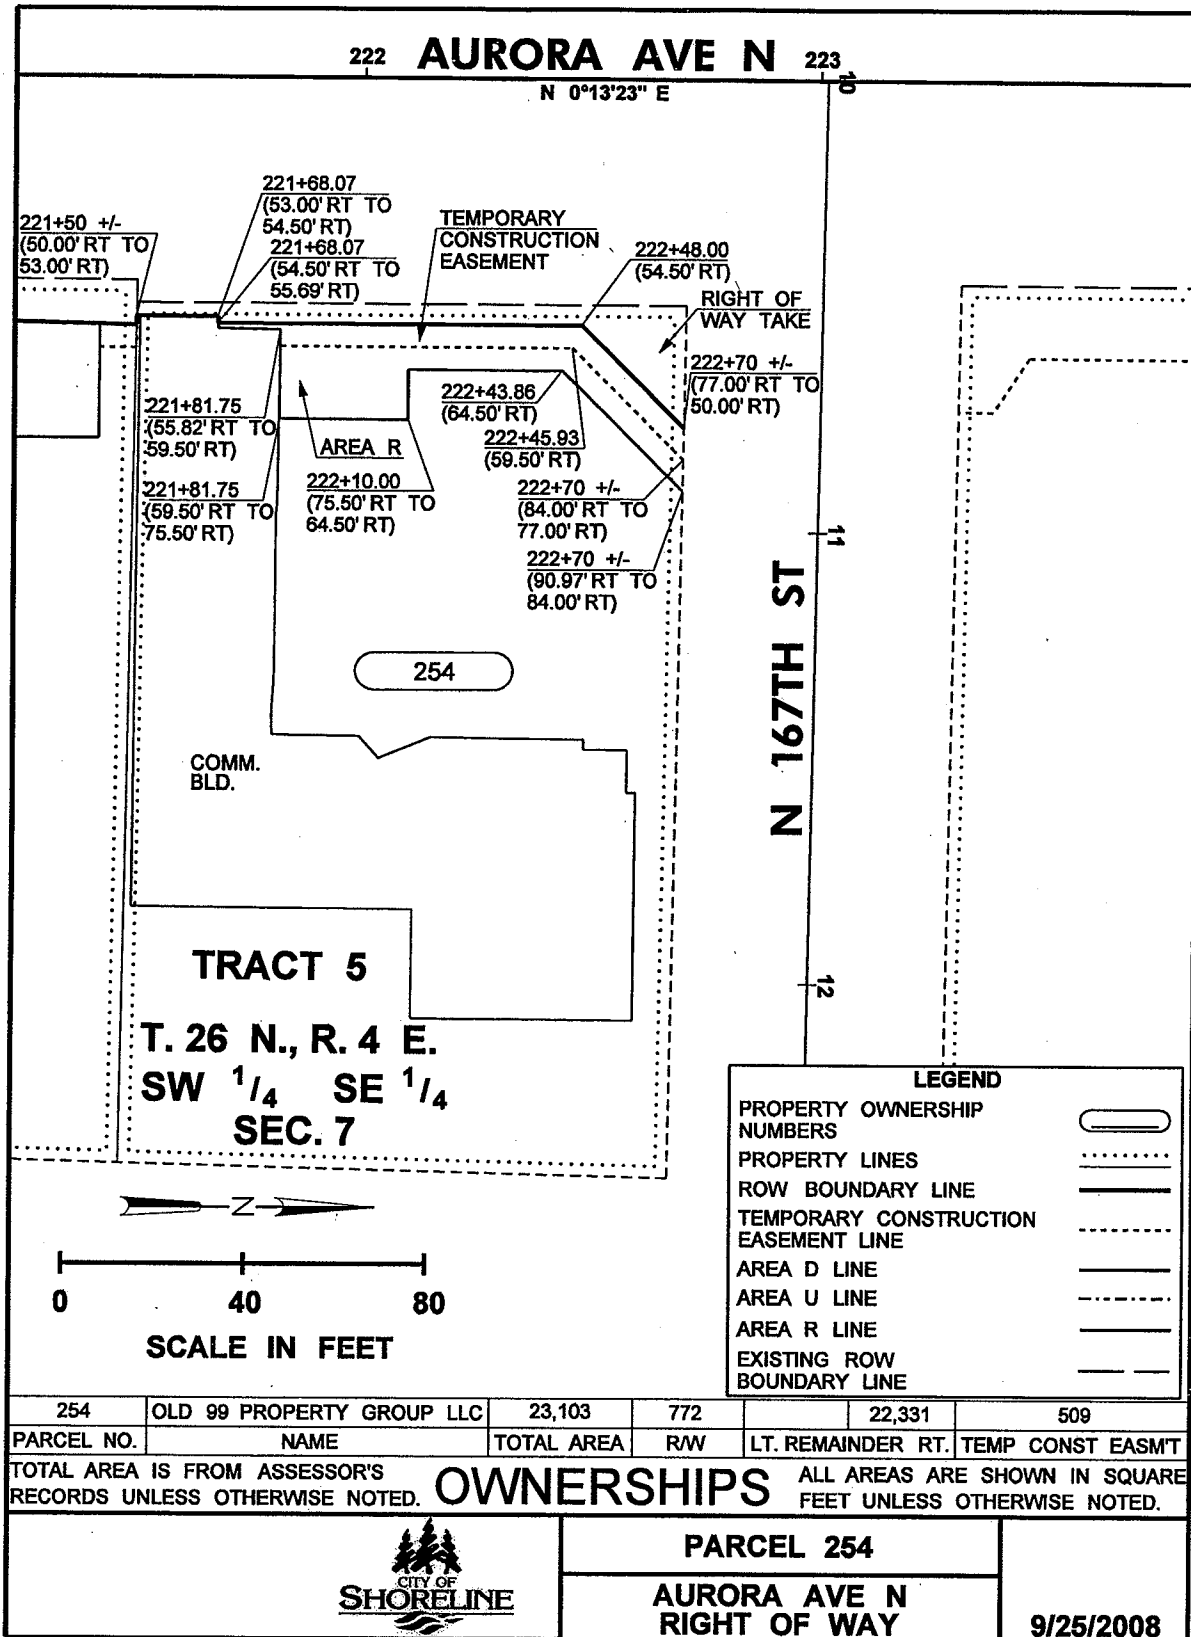 222 AURORA AVE N 223
10
N 0°13'23" E
221+68.07
(53.00' RT TO
54.50' RT)
221+50 +/-
(50.00' RT TO
53.00' RT)
221+68.07
(54.50' RT TO
55.69' RT)
TEMPORARY
CONSTRUCTION
EASEMENT
222+48.00
(54.50' RT)
RIGHT OF
WAY TAKE
222+70 +/-
(77.00' RT TO
50.00' RT)
221+81.75
(55.82' RT TO
59.50' RT)
222+43.86
(64.50' RT)
AREA R
222+45.93
(59.50' RT)
221+81.75
(59.50' RT TO
75.50' RT)
222+10.00
(75.50' RT TO
64.50' RT)
222+70 +/-
(84.00' RT TO
77.00' RT)
222+70 +/-
(90.97' RT TO
84.00' RT)
11
N 167TH ST
254
COMM.
BLD.
12
TRACT 5
T. 26 N., R. 4 E.
SW 1/4 SE 1/4
SEC. 7
N
0 40 80
SCALE IN FEET
LEGEND
PROPERTY OWNERSHIP
NUMBERS
PROPERTY LINES
ROW BOUNDARY LINE
TEMPORARY CONSTRUCTION
EASEMENT LINE
AREA D LINE
AREA U LINE
AREA R LINE
EXISTING ROW
BOUNDARY LINE
254 OLD 99 PROPERTY GROUP LLC 23,103 772 22,331 509
PARCEL NO. NAME TOTAL AREA R/W LT. REMAINDER RT. TEMP CONST EASM'T
TOTAL AREA IS FROM ASSESSOR'S
RECORDS UNLESS OTHERWISE NOTED.
OWNERSHIPS
ALL AREAS ARE SHOWN IN SQUARE
FEET UNLESS OTHERWISE NOTED.
CITY OF
SHORELINE
PARCEL 254
AURORA AVE N
RIGHT OF WAY
9/25/2008